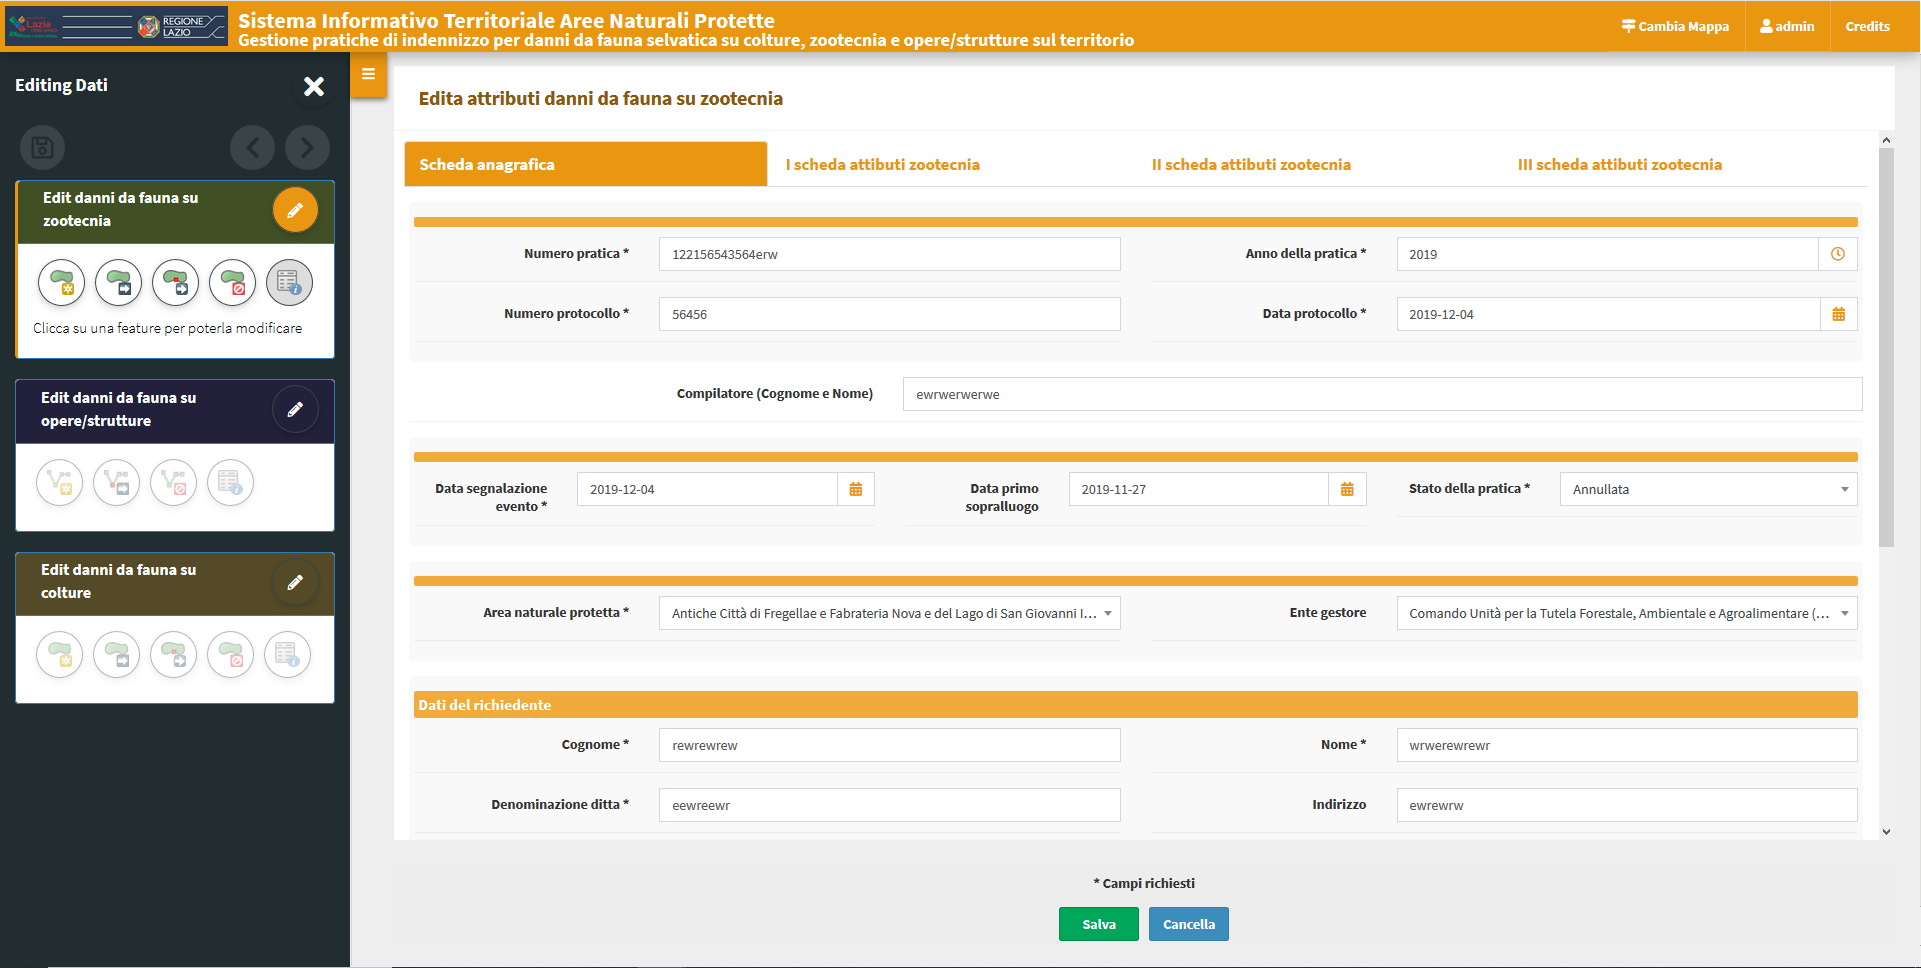 Lazio
REGIONE
LAZIO
Sistema Informativo Territoriale Aree Naturali Protette
Gestione pratiche di indennizzo per danni da fauna selvatica su colture, zootecnia e opere/strutture sul territorio
Cambia Mappa
admin
Credits
Editing Dati
Edit danni da fauna su
zootecnia
Clicca su una feature per poterla modificare
Edit danni da fauna su
opere/strutture
Edit danni da fauna su
colture
Edita attributi danni da fauna su zootecnia
Scheda anagrafica
I scheda attibuti zootecnia
II scheda attibuti zootecnia
III scheda attibuti zootecnia
Numero pratica * 122156543564erw
Anno della pratica * 2019
Numero protocollo * 56456
Data protocollo * 2019-12-04
Compilatore (Cognome e Nome) ewrwerwerwe
Data segnalazione
evento * 2019-12-04
Data primo
sopralluogo 2019-11-27
Stato della pratica * Annullata
Area naturale protetta * Antiche Città di Fregellae e Fabrateria Nova e del Lago di San Giovanni I...
Ente gestore Comando Unità per la Tutela Forestale, Ambientale e Agroalimentare (...
Dati del richiedente
Cognome * rewrewrew
Nome * wrwerewrewr
Denominazione ditta * eewreewr
Indirizzo ewrewrw
* Campi richiesti
Salva
Cancella